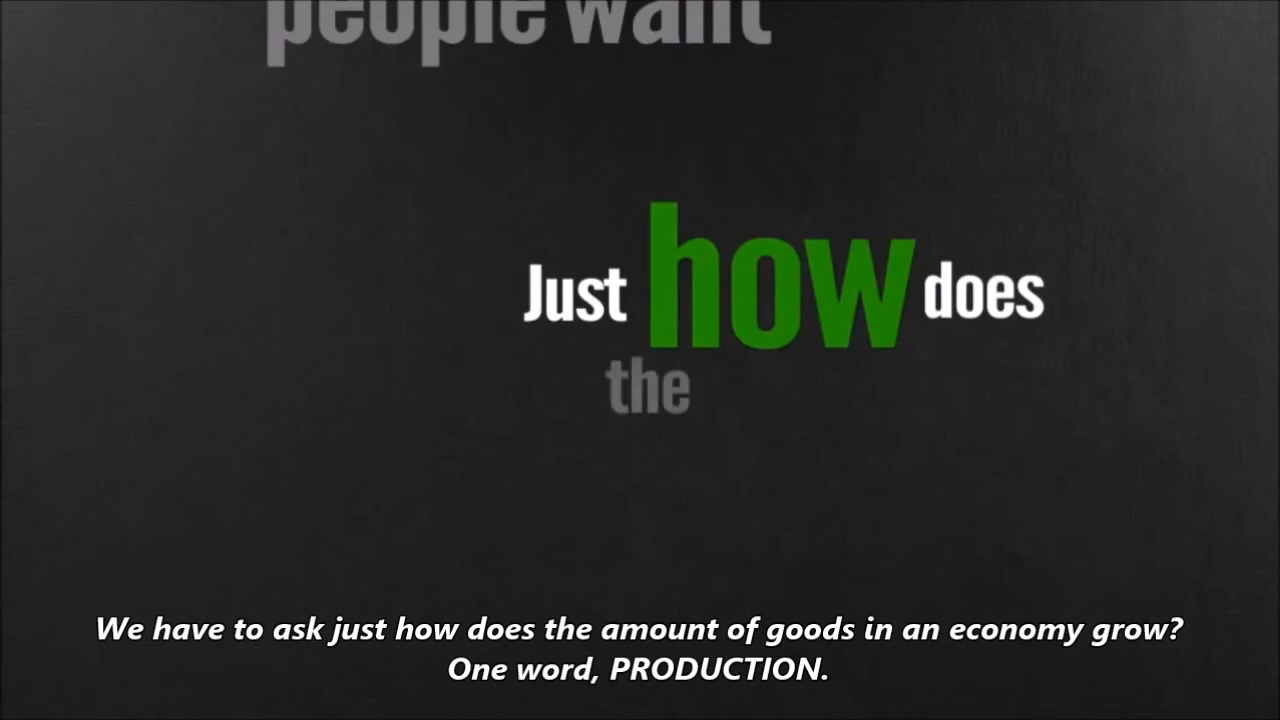 people want
Just how does
the
We have to ask just how does the amount of goods in an economy grow?
One word, PRODUCTION.